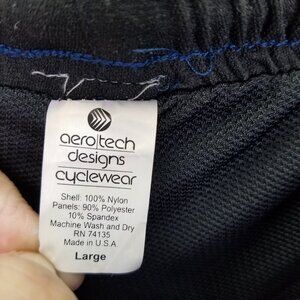 aero|tech
designs
cyclewear
Shell: 100% Nylon
Panels: 90% Polyester
10% Spandex
Machine Wash and Dry
RN 74135
Made in U.S.A
Large